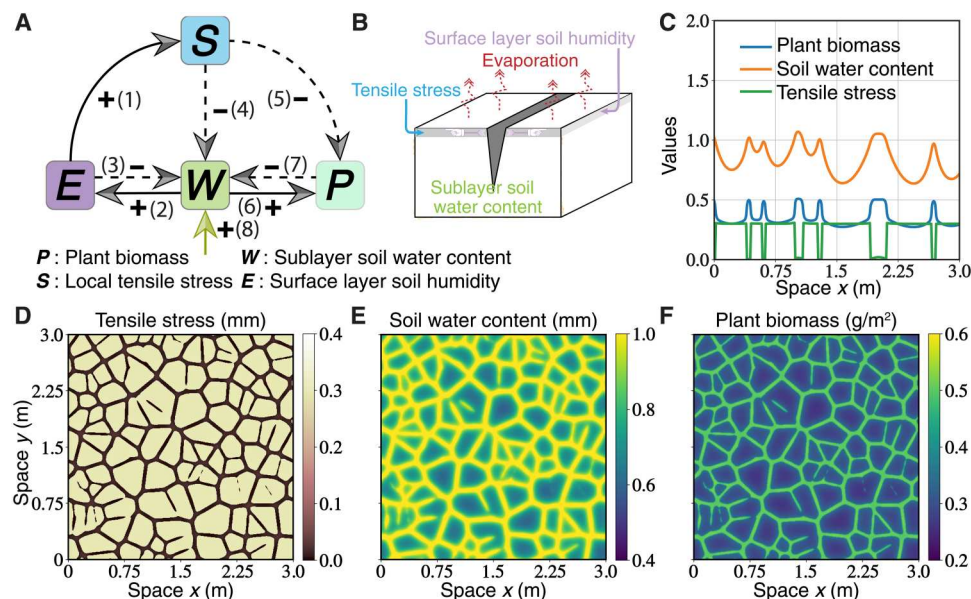 A
S
+(1)
(5)−
−(4)
(3)−
−(7)
E
W
P
+(2)
(6)+
+(8)
P : Plant biomass
W : Sublayer soil water content
S : Local tensile stress
E : Surface layer soil humidity
B
Surface layer soil humidity
Evaporation
Tensile stress
Sublayer soil
water content
C
Plant biomass
Soil water content
Tensile stress
Values
2.0
1.5
1.0
0.5
0.0
0 0.75 1.5 2.25 3.0
Space x (m)
D
Tensile stress (mm)
Space y (m)
3.0
2.25
1.5
0.75
0
0 0.75 1.5 2.25 3.0
Space x (m)
0.4
0.3
0.2
0.1
0.0
E
Soil water content (mm)
0 0.75 1.5 2.25 3.0
Space x (m)
1.0
0.8
0.6
0.4
F
Plant biomass (g/m²)
0 0.75 1.5 2.25 3.0
Space x (m)
0.6
0.5
0.4
0.3
0.2